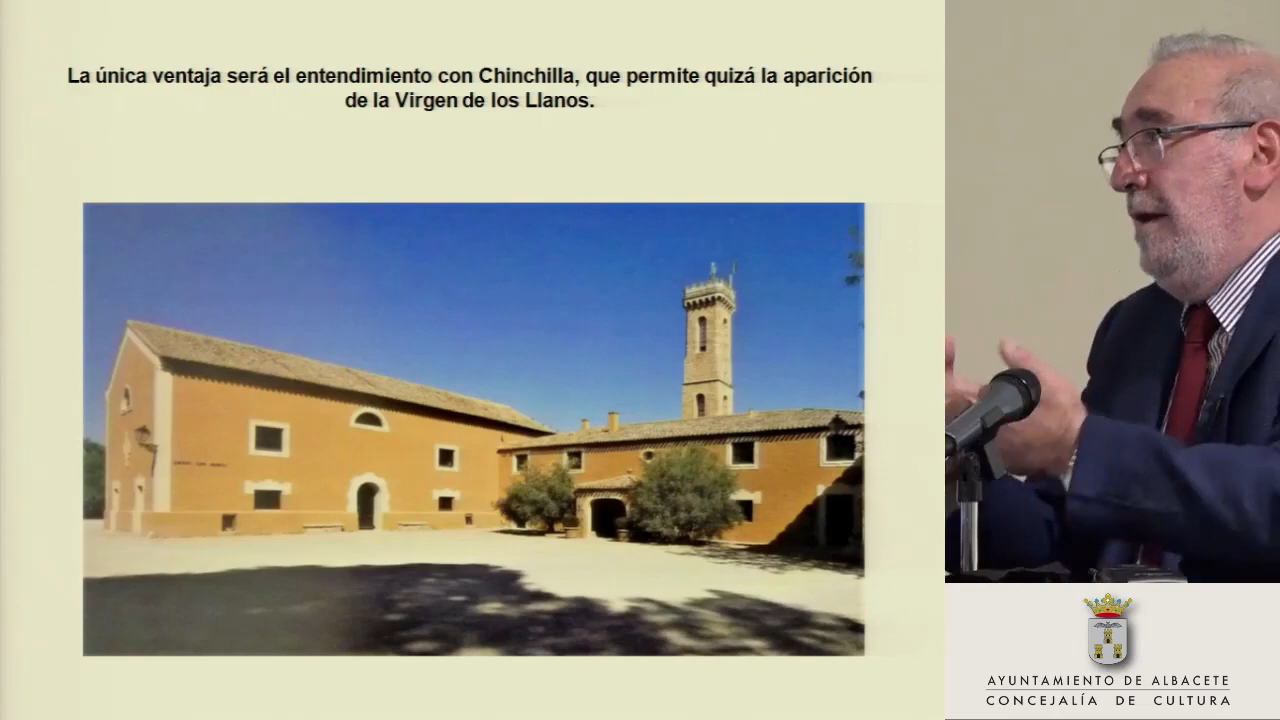 La única ventaja será el entendimiento con Chinchilla, que permite quizá la aparición
de la Virgen de los Llanos.
AYUNTAMIENTO DE ALBACETE
CONCEJALÍA DE CULTURA